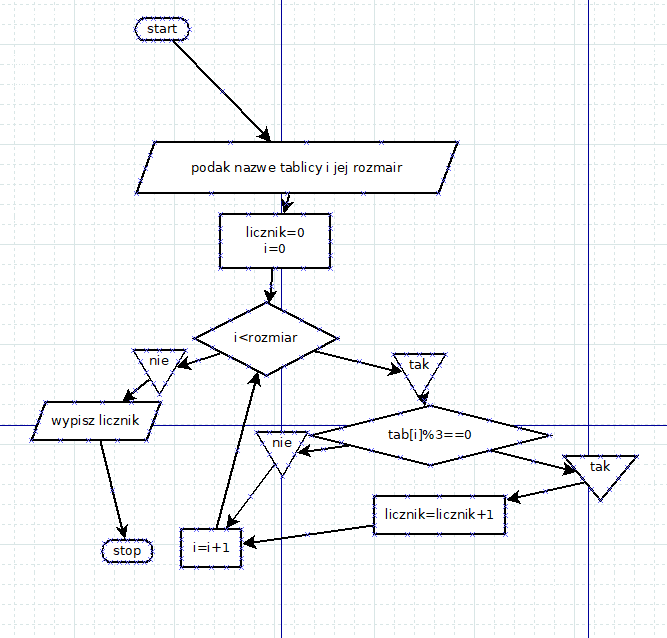 start
podak nazwe tablicy i jej rozmair
licznik=0
i=0
i<rozmiar
nie
tak
wypisz licznik
tab[i]%3==0
nie
tak
licznik=licznik+1
i=i+1
stop